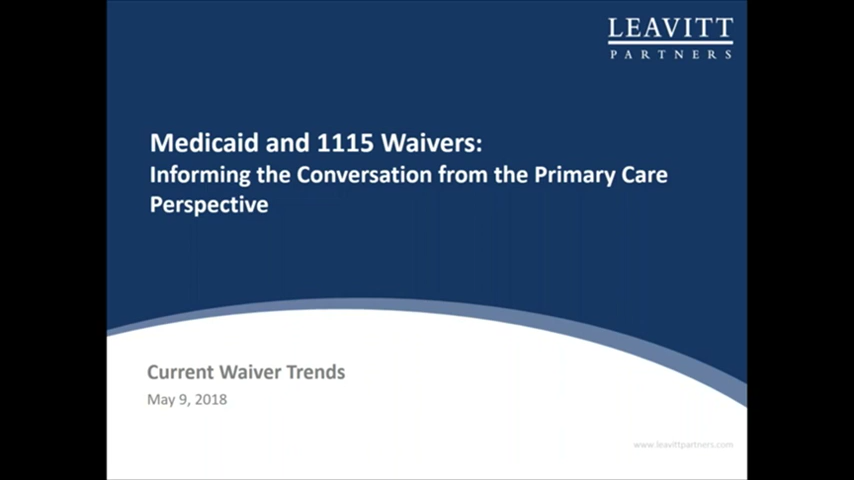 LEAVITT
PARTNERS
Medicaid and 1115 Waivers:
Informing the Conversation from the Primary Care
Perspective
Current Waiver Trends
May 9, 2018
www.leavittpartners.com